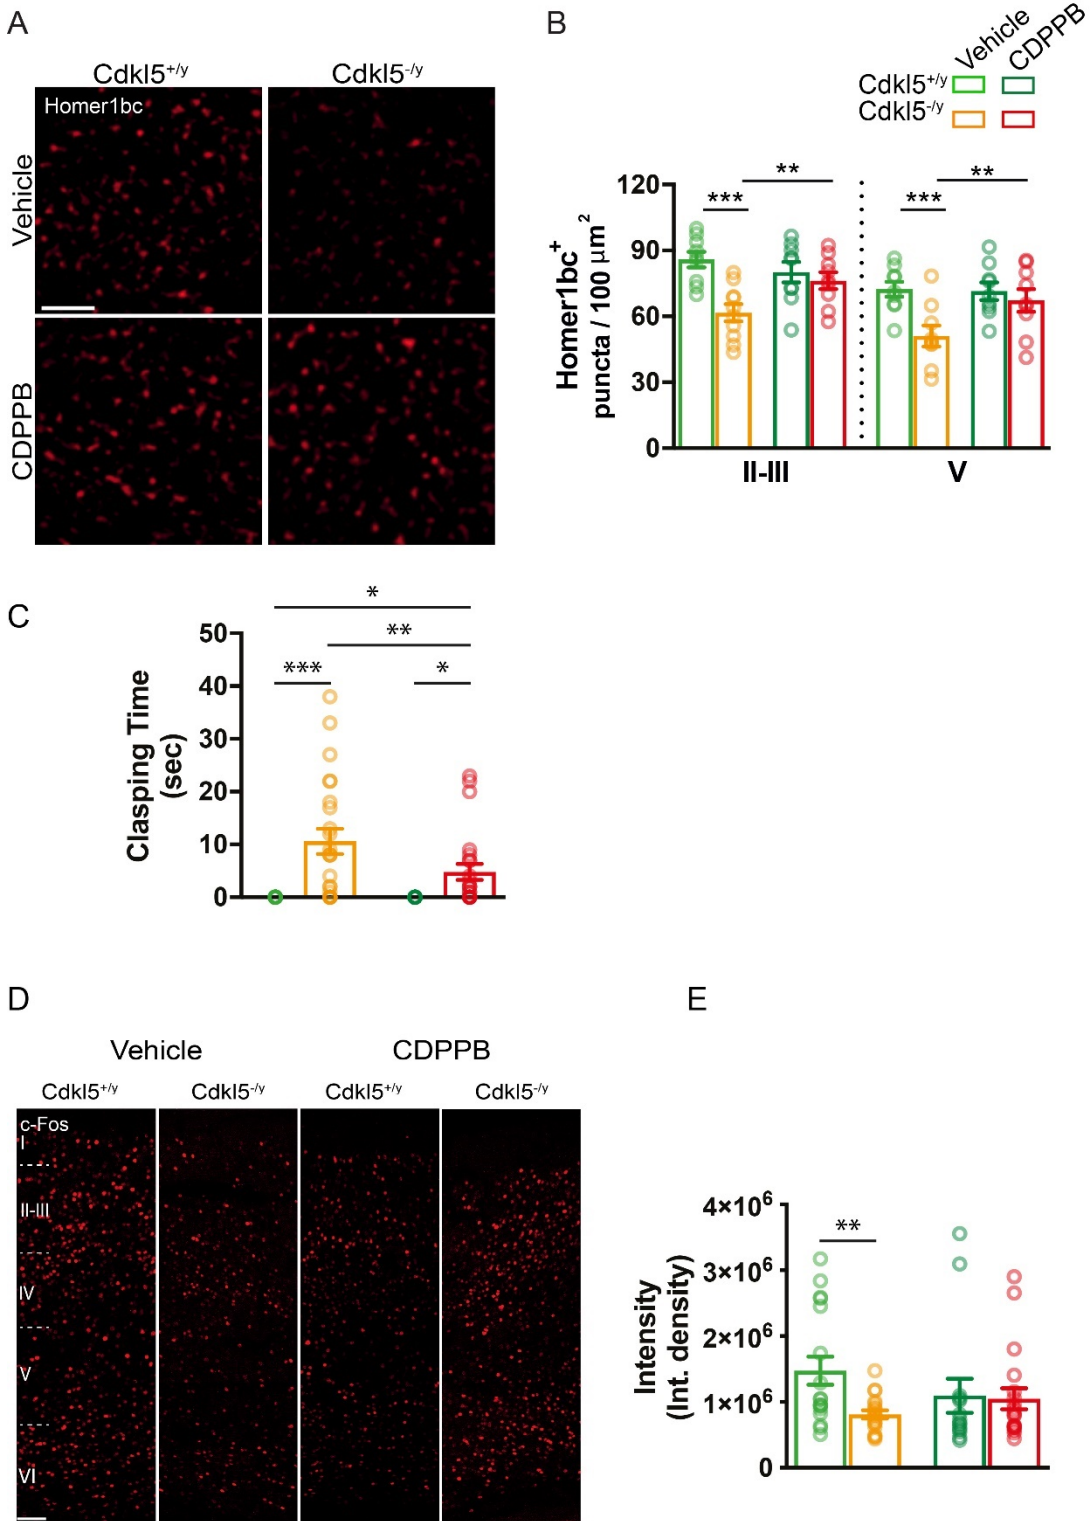 A
Cdkl5+/y
Cdkl5-/y
Homer1bc
Vehicle
CDPPB
B
Vehicle
CDPPB
Cdkl5+/y
Cdkl5-/y
Homer1bc+
puncta / 100 μm2
120
90
60
30
0
***
**
***
**
II-III
V
C
Clasping Time
(sec)
50
40
30
20
10
0
*
**
***
*
D
Vehicle
CDPPB
Cdkl5+/y
Cdkl5-/y
Cdkl5+/y
Cdkl5-/y
c-Fos
I
II-III
IV
V
VI
E
Intensity
(Int. density)
4×106
3×106
2×106
1×106
0
**